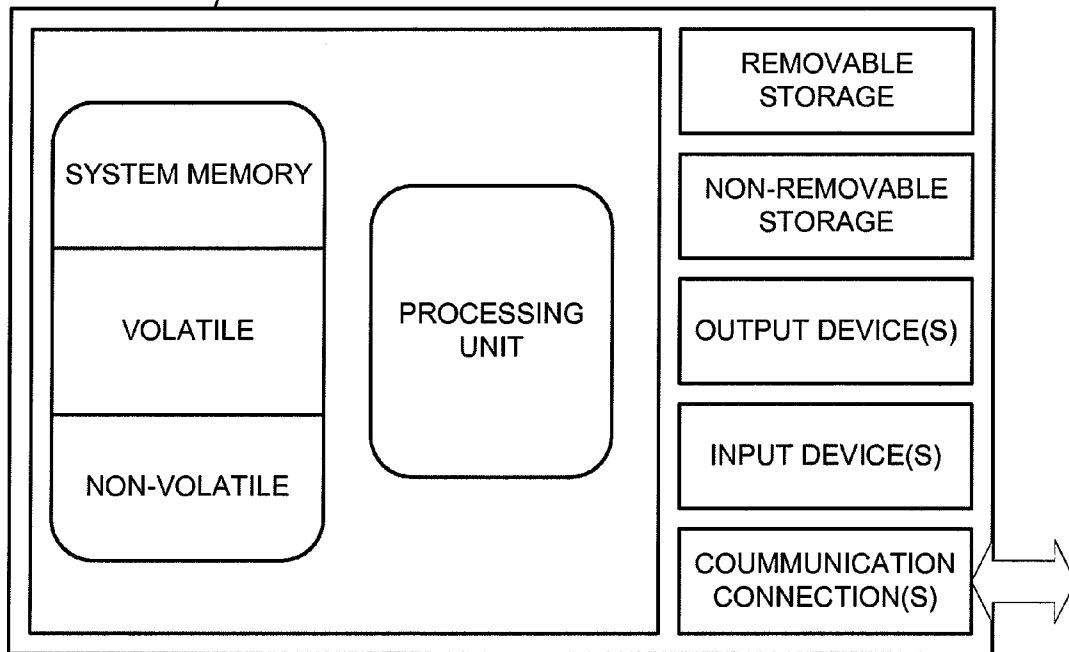 SYSTEM MEMORY
VOLATILE
NON-VOLATILE
PROCESSING
UNIT
REMOVABLE
STORAGE
NON-REMOVABLE
STORAGE
OUTPUT DEVICE(S)
INPUT DEVICE(S)
COUMMUNICATION
CONNECTION(S)